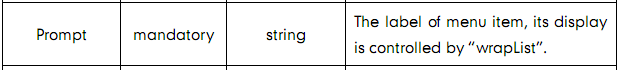 Prompt mandatory string The label of menu item, its display
is controlled by “wrapList”.